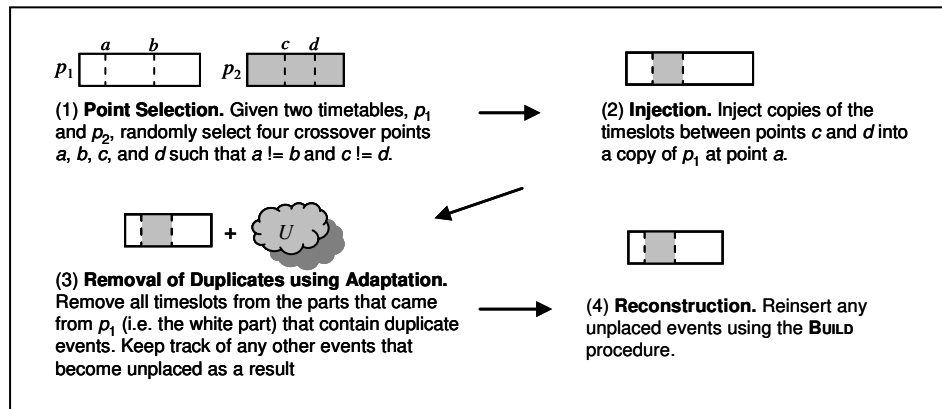 a b
c d
p1
p2
(1) Point Selection. Given two timetables, p1
and p2, randomly select four crossover points
a, b, c, and d such that a != b and c != d.
(2) Injection. Inject copies of the
timeslots between points c and d into
a copy of p1 at point a.
+ U
(3) Removal of Duplicates using Adaptation.
Remove all timeslots from the parts that came
from p1 (i.e. the white part) that contain duplicate
events. Keep track of any other events that
become unplaced as a result
(4) Reconstruction. Reinsert any
unplaced events using the BUILD
procedure.